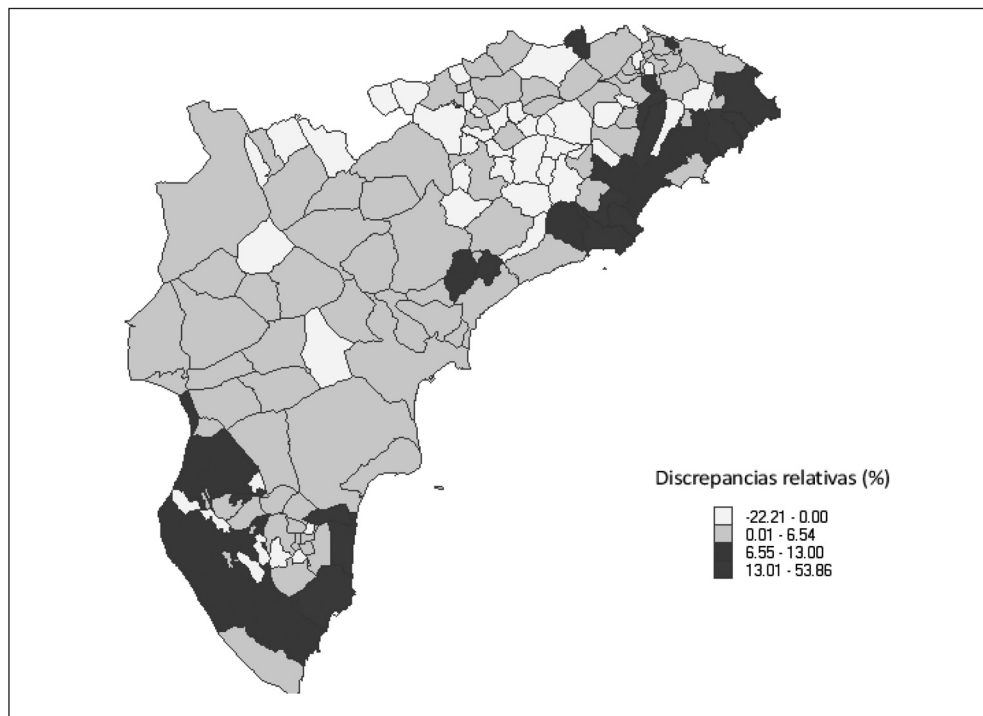 Discrepancias relativas (%)
-22.21 - 0.00
0.01 - 6.54
6.55 - 13.00
13.01 - 53.86